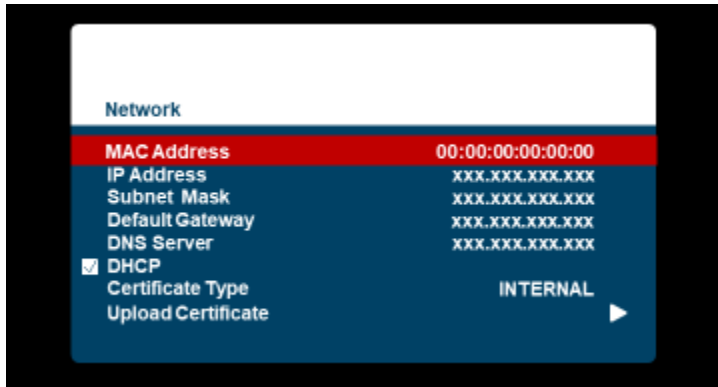 Network
MAC Address 00:00:00:00:00:00
IP Address xxx.xxx.xxx.xxx
Subnet Mask xxx.xxx.xxx.xxx
Default Gateway xxx.xxx.xxx.xxx
DNS Server xxx.xxx.xxx.xxx
DHCP
Certificate Type INTERNAL
Upload Certificate